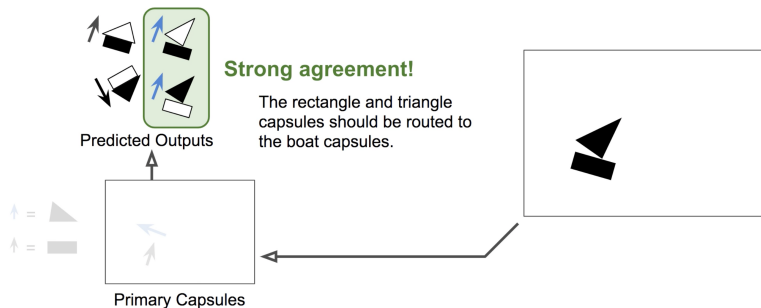 Strong agreement!
The rectangle and triangle
capsules should be routed to
the boat capsules.
Predicted Outputs
=
=
Primary Capsules